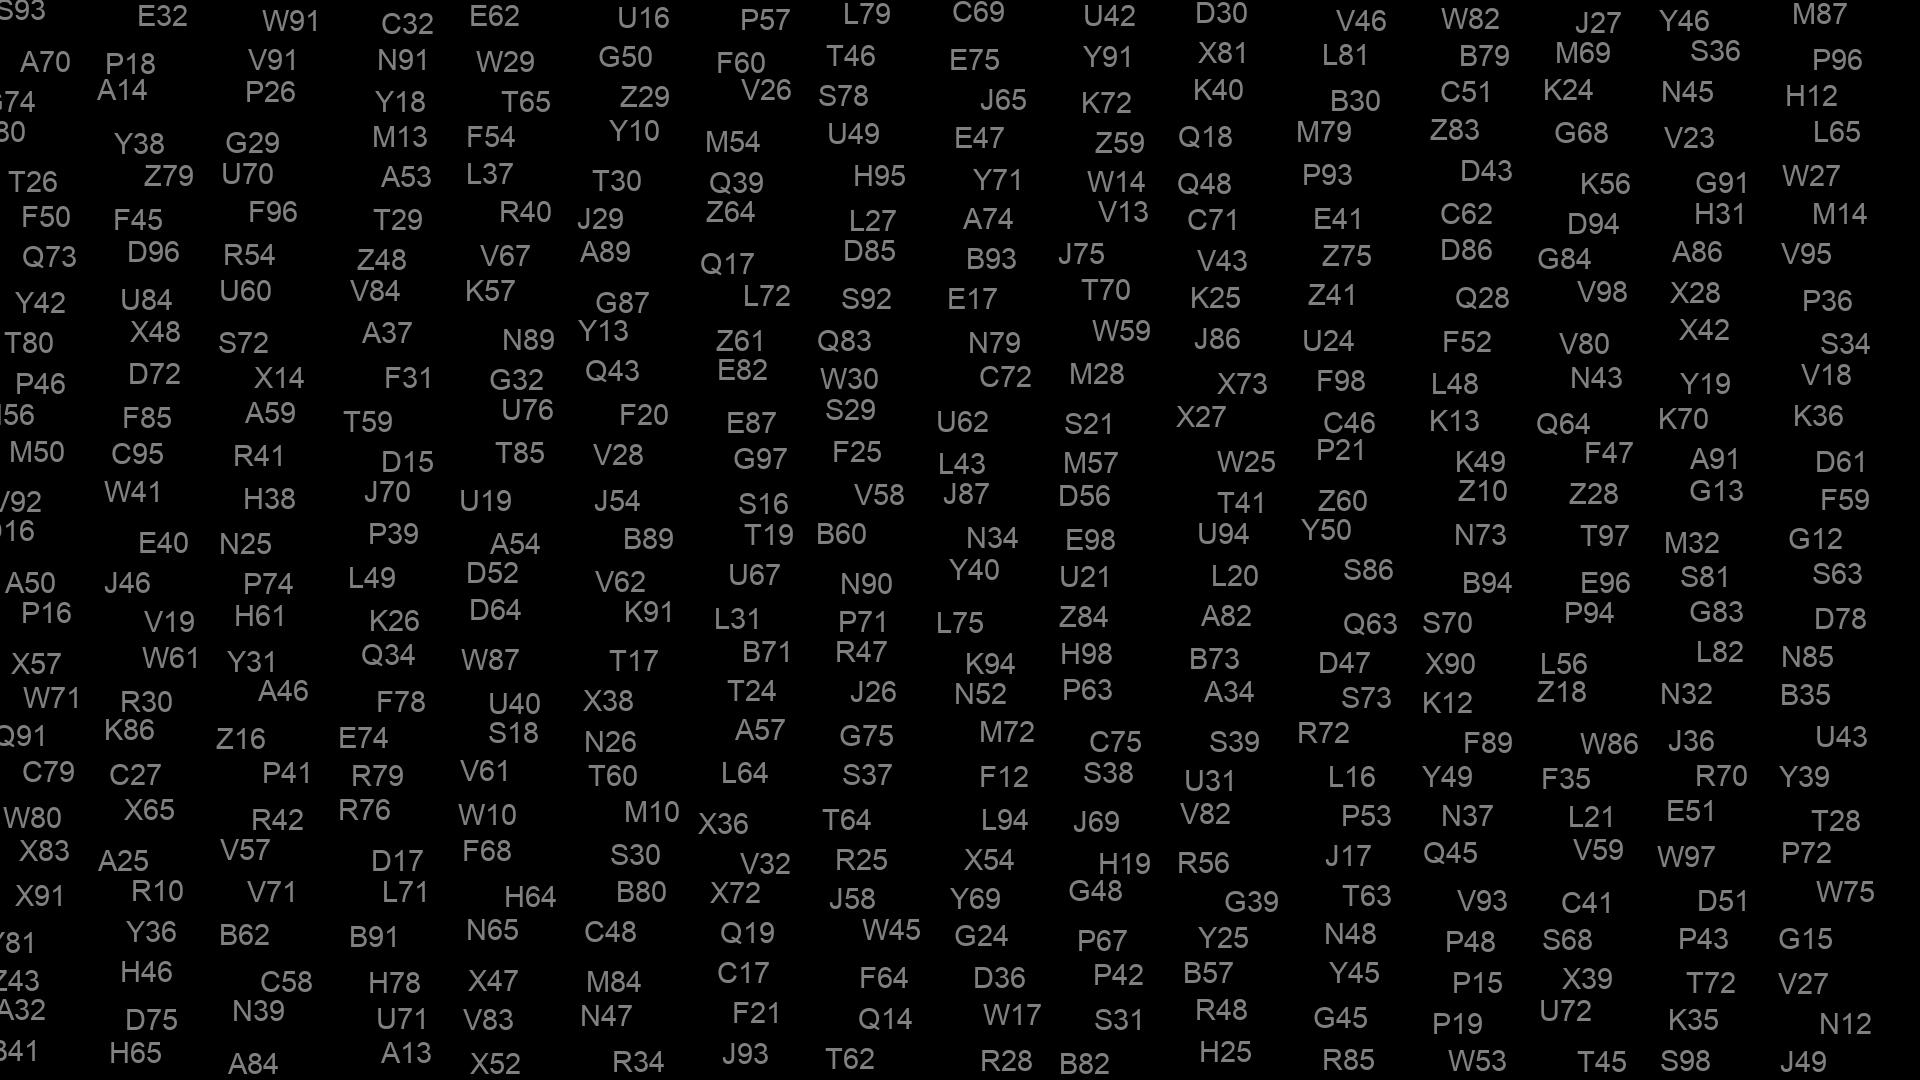 S93 E32 W91 C32 E62 U16 P57 L79 C69 U42 D30 V46 W82 J27 Y46 M87
A70 P18 V91 N91 W29 G50 F60 T46 E75 Y91 X81 L81 B79 M69 S36 P96
G74 A14 P26 Y18 T65 Z29 V26 S78 J65 K72 K40 B30 C51 K24 N45 H12
80 Y38 G29 M13 F54 Y10 M54 U49 E47 Z59 Q18 M79 Z83 G68 V23 L65
T26 Z79 U70 A53 L37 T30 Q39 H95 Y71 W14 Q48 P93 D43 K56 G91 W27
F50 F45 F96 T29 R40 J29 Z64 L27 A74 V13 C71 E41 C62 D94 H31 M14
Q73 D96 R54 Z48 V67 A89 Q17 D85 B93 J75 V43 Z75 D86 G84 A86 V95
Y42 U84 U60 V84 K57 G87 L72 S92 E17 T70 K25 Z41 Q28 V98 X28 P36
T80 X48 S72 A37 N89 Y13 Z61 Q83 N79 W59 J86 U24 F52 V80 X42 S34
P46 D72 X14 F31 G32 Q43 E82 W30 C72 M28 X73 F98 L48 N43 Y19 V18
56 F85 A59 T59 U76 F20 E87 S29 U62 S21 X27 C46 K13 Q64 K70 K36
M50 C95 R41 D15 T85 V28 G97 F25 L43 M57 W25 P21 K49 F47 A91 D61
V92 W41 H38 J70 U19 J54 S16 V58 J87 D56 T41 Z60 Z10 Z28 G13 F59
16 E40 N25 P39 A54 B89 T19 B60 N34 E98 U94 Y50 N73 T97 M32 G12
A50 J46 P74 L49 D52 V62 U67 N90 Y40 U21 L20 S86 B94 E96 S81 S63
P16 V19 H61 K26 D64 K91 L31 P71 L75 Z84 A82 Q63 S70 P94 G83 D78
X57 W61 Y31 Q34 W87 T17 B71 R47 K94 H98 B73 D47 X90 L56 L82 N85
W71 R30 A46 F78 U40 X38 T24 J26 N52 P63 A34 S73 K12 Z18 N32 B35
Q91 K86 Z16 E74 S18 N26 A57 G75 M72 C75 S39 R72 F89 W86 J36 U43
C79 C27 P41 R79 V61 T60 L64 S37 F12 S38 U31 L16 Y49 F35 R70 Y39
W80 X65 R42 R76 W10 M10 X36 T64 L94 J69 V82 P53 N37 L21 E51 T28
X83 A25 V57 D17 F68 S30 V32 R25 X54 H19 R56 J17 Q45 V59 W97 P72
X91 R10 V71 L71 H64 B80 X72 J58 Y69 G48 G39 T63 V93 C41 D51 W75
Y81 Y36 B62 B91 N65 C48 Q19 W45 G24 P67 Y25 N48 P48 S68 P43 G15
Z43 H46 C58 H78 X47 M84 C17 F64 D36 P42 B57 Y45 P15 X39 T72 V27
A32 D75 N39 U71 V83 N47 F21 Q14 W17 S31 R48 G45 P19 U72 K35 N12
B41 H65 A84 A13 X52 R34 J93 T62 R28 B82 H25 R85 W53 T45 S98 J49